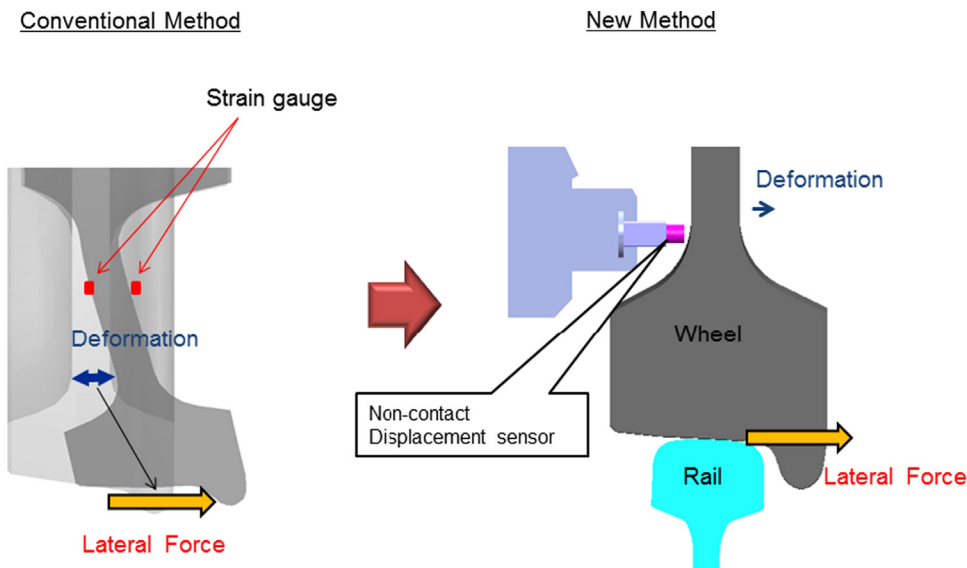 Conventional Method
New Method
Strain gauge
Deformation
Lateral Force
Deformation
Wheel
Non-contact
Displacement sensor
Rail
Lateral Force